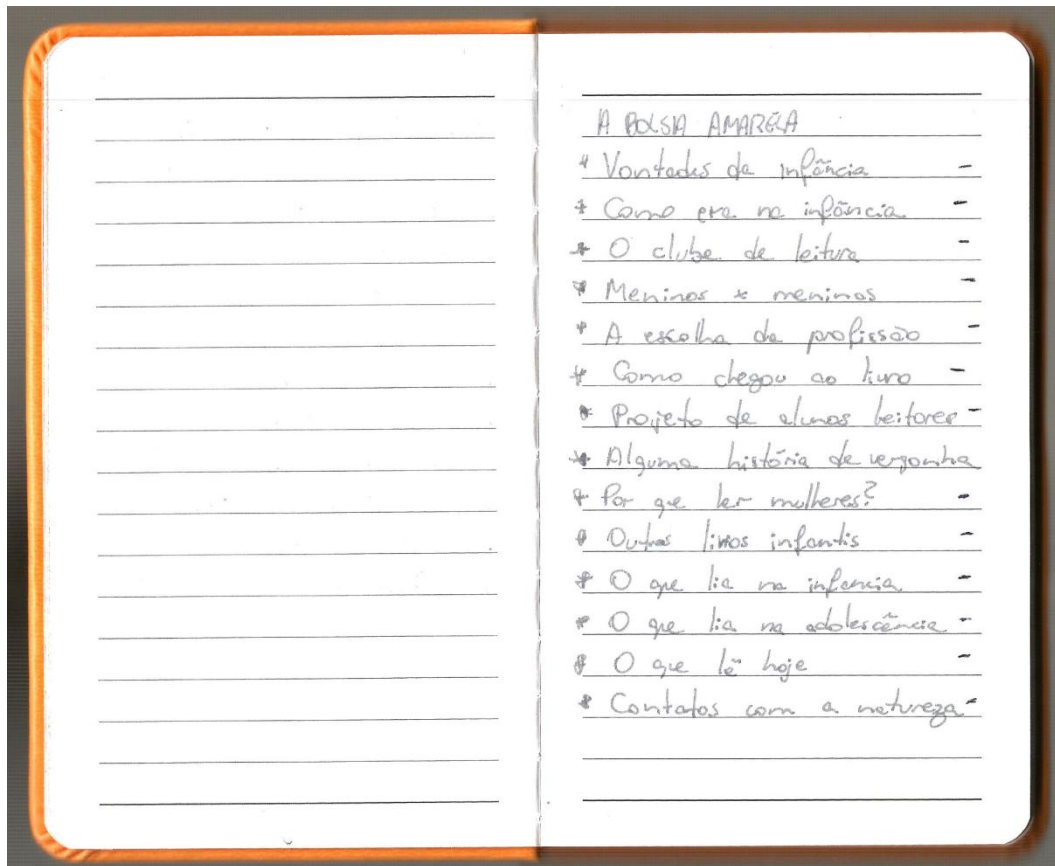 A BOLSA AMARELA
* Vontades da infância -
* Como era na infância -
* O clube de leitura -
* Meninos x meninas -
* A escolha da profissão -
* Como chegou ao livro -
* Projeto de alunos leitores -
* Alguma história de vergonha
* Por que ler mulheres? -
* Outros livros infantis -
* O que lia na infancia -
* O que lia na adolescência -
* O que lê hoje -
* Contatos com a natureza -